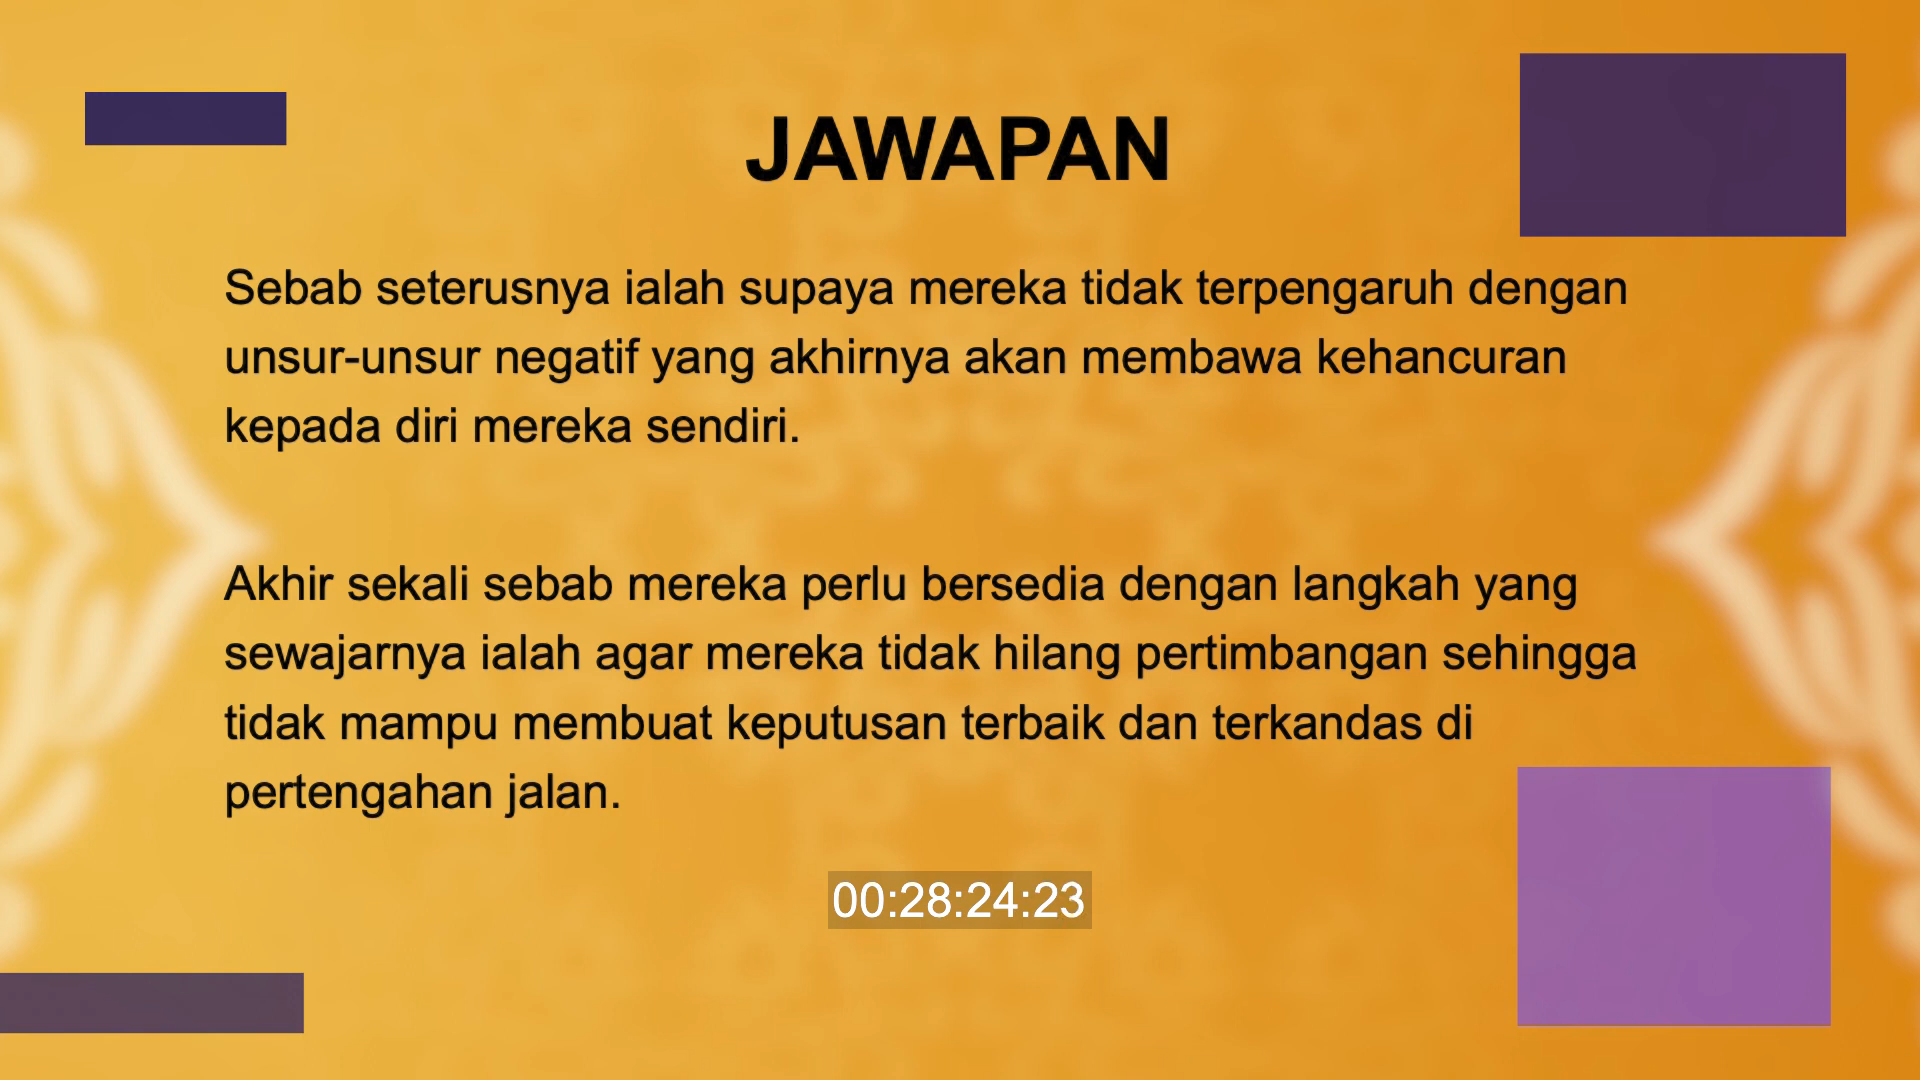 JAWAPAN
Sebab seterusnya ialah supaya mereka tidak terpengaruh dengan
unsur-unsur negatif yang akhirnya akan membawa kehancuran
kepada diri mereka sendiri.
Akhir sekali sebab mereka perlu bersedia dengan langkah yang
sewajarnya ialah agar mereka tidak hilang pertimbangan sehingga
tidak mampu membuat keputusan terbaik dan terkandas di
pertengahan jalan.
00:28:24:23